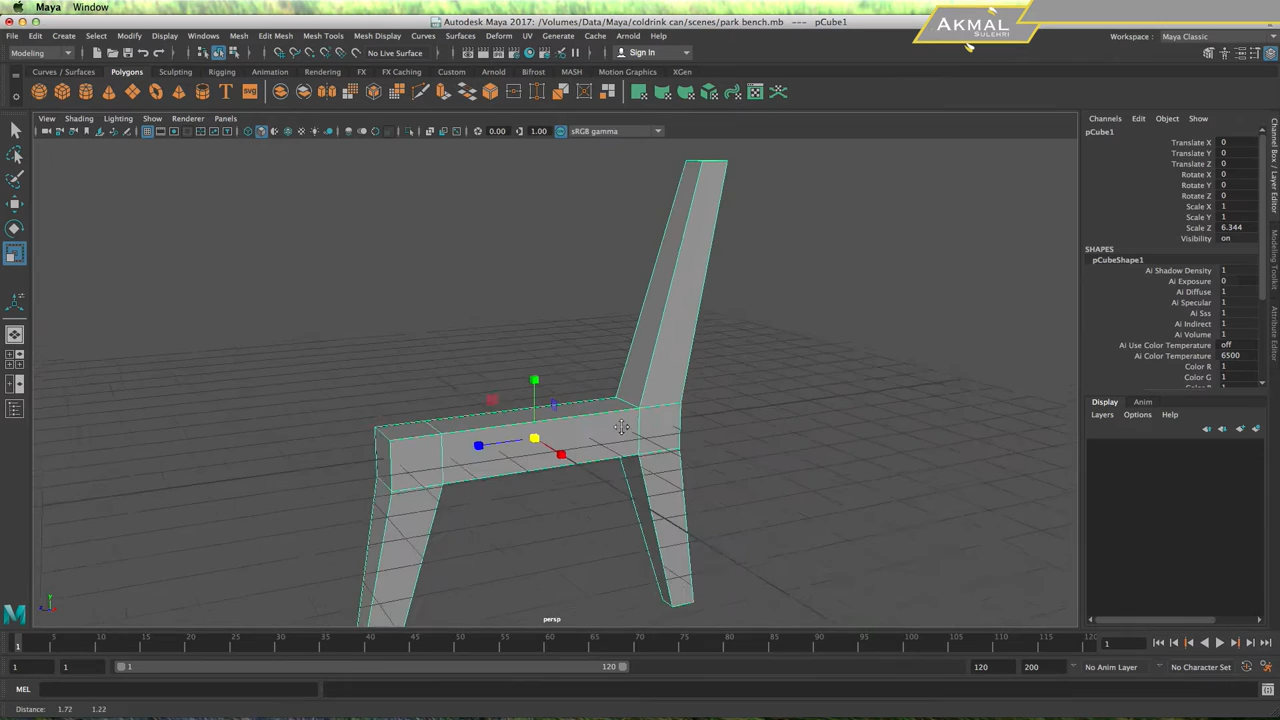 Maya Window
Autodesk Maya 2017: /Volumes/Data/Maya/coldrink can/scenes/park bench.mb --- pCube1
AKMAL
SULEHRI
File Edit Create Select Modify Display Windows Mesh Edit Mesh Mesh Tools Mesh Display Curves Surfaces Deform UV Generate Cache Arnold Help
Workspace : Maya Classic
Modeling
No Live Surface
Sign In
Curves / Surfaces Polygons Sculpting Rigging Animation Rendering FX FX Caching Custom Arnold Bifrost MASH Motion Graphics XGen
View Shading Lighting Show Renderer Panels
0.00 1.00 sRGB gamma
Channels Edit Object Show
pCube1
Translate X 0
Translate Y 0
Translate Z 0
Rotate X 0
Rotate Y 0
Rotate Z 0
Scale X 1
Scale Y 1
Scale Z 6.344
Visibility on
SHAPES
pCubeShape1
Ai Shadow Density 1
Ai Exposure 0
Ai Diffuse 1
Ai Specular 1
Ai Sss 1
Ai Indirect 1
Ai Volume 1
Ai Use Color Temperature off
Ai Color Temperature 6500
Color R 1
Color G 1
Display Anim
Layers Options Help
Channel Box / Layer Editor
Modeling Toolkit
Attribute Editor
persp
5 10 15 20 25 30 35 40 45 50 55 60 65 70 75 80 85 90 95 100 105 110 115 120
1 1
1 1 1 120 120 200 No Anim Layer No Character Set
MEL
Distance: 1.72 1.22